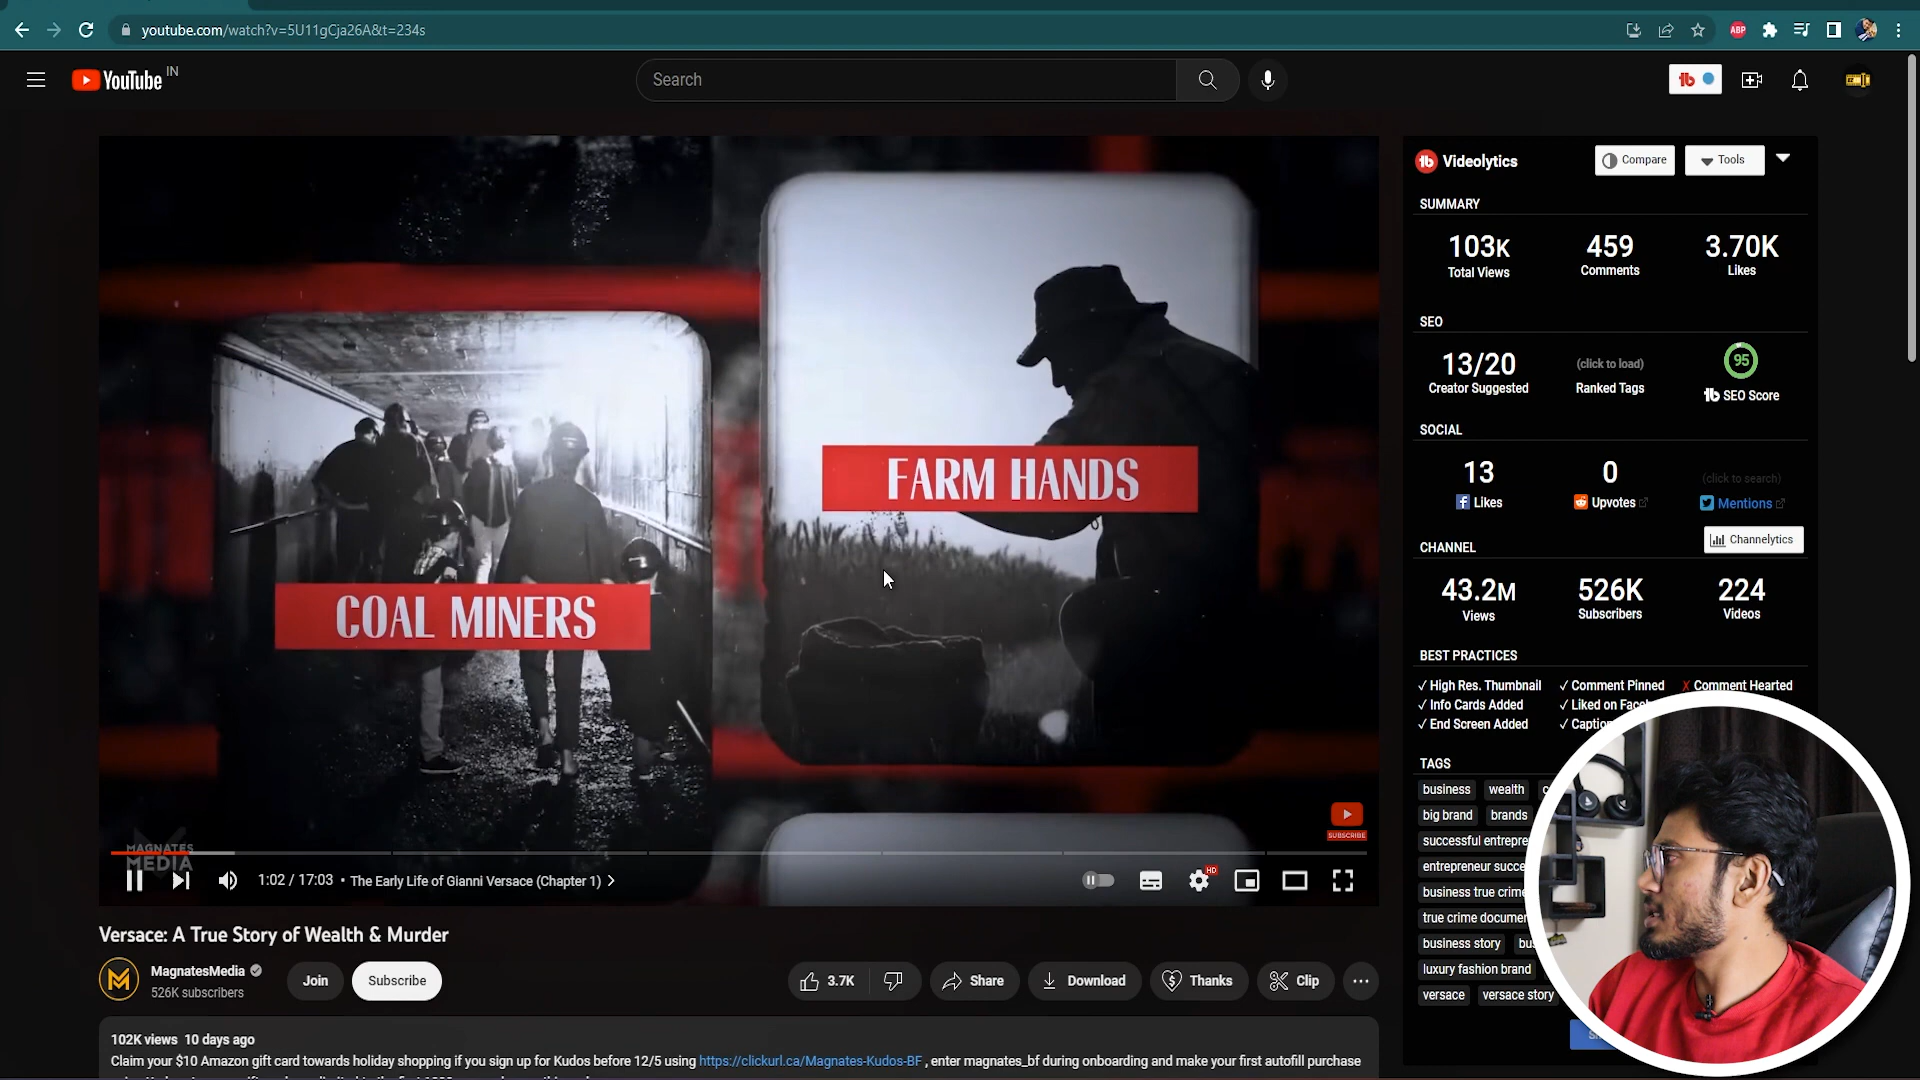 youtube.com/watch?v=5U11gCja26A&t=234s
ABP
YouTube IN
Search
tb
Videolytics
Compare
Tools
SUMMARY
103K
459
3.70K
Total Views
Comments
Likes
SEO
13/20
(click to load)
95
Creator Suggested
Ranked Tags
tb SEO Score
SOCIAL
13
0
(click to search)
Likes
Upvotes
Mentions
Channelytics
CHANNEL
43.2M
526K
224
Views
Subscribers
Videos
BEST PRACTICES
✓ High Res. Thumbnail
✓ Comment Pinned
✗ Comment Hearted
✓ Info Cards Added
✓ Liked on
✓ End Screen Added
✓
TAGS
business
wealth
big brand
brands
successful
entrepreneur
business true crime
true crime
business story
luxury fashion brand
versace
versace story
FARM HANDS
COAL MINERS
SUBSCRIBE
MAGNATES
MEDIA
1:02 / 17:03 • The Early Life of Gianni Versace (Chapter 1)
HD
Versace: A True Story of Wealth & Murder
MagnatesMedia
526K subscribers
Join
Subscribe
3.7K
Share
Download
Thanks
Clip
102K views 10 days ago
Claim your $10 Amazon gift card towards holiday shopping if you sign up for Kudos before 12/5 using https://clickurl.ca/Magnates-Kudos-BF , enter magnates_bf during onboarding and make your first autofill purchase